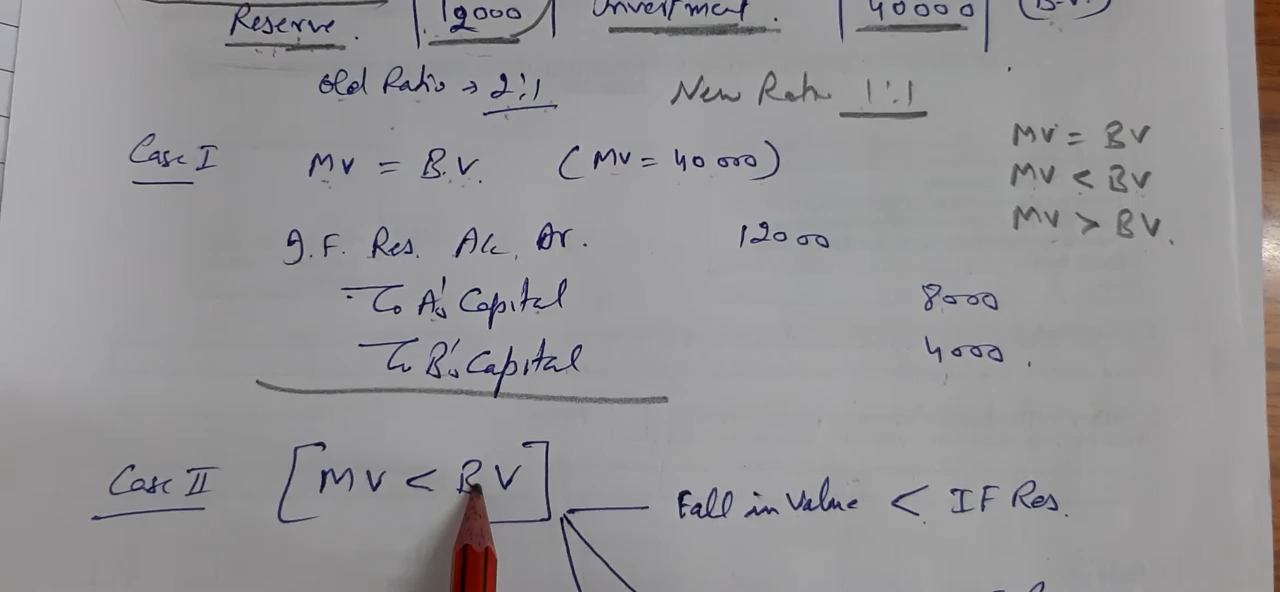 Reserve. 12000 Investment. 40000 (B.V.)
Old Ratio → 2:1 New Ratio 1:1
Case I MV = B.V. (MV = 40000)
MV = BV
MV < BV
MV > BV.
I.F. Res. A/c Dr. 12000
To A's Capital 8000
To B's Capital 4000.
Case II [MV < BV] Fall in Value < IF Res.